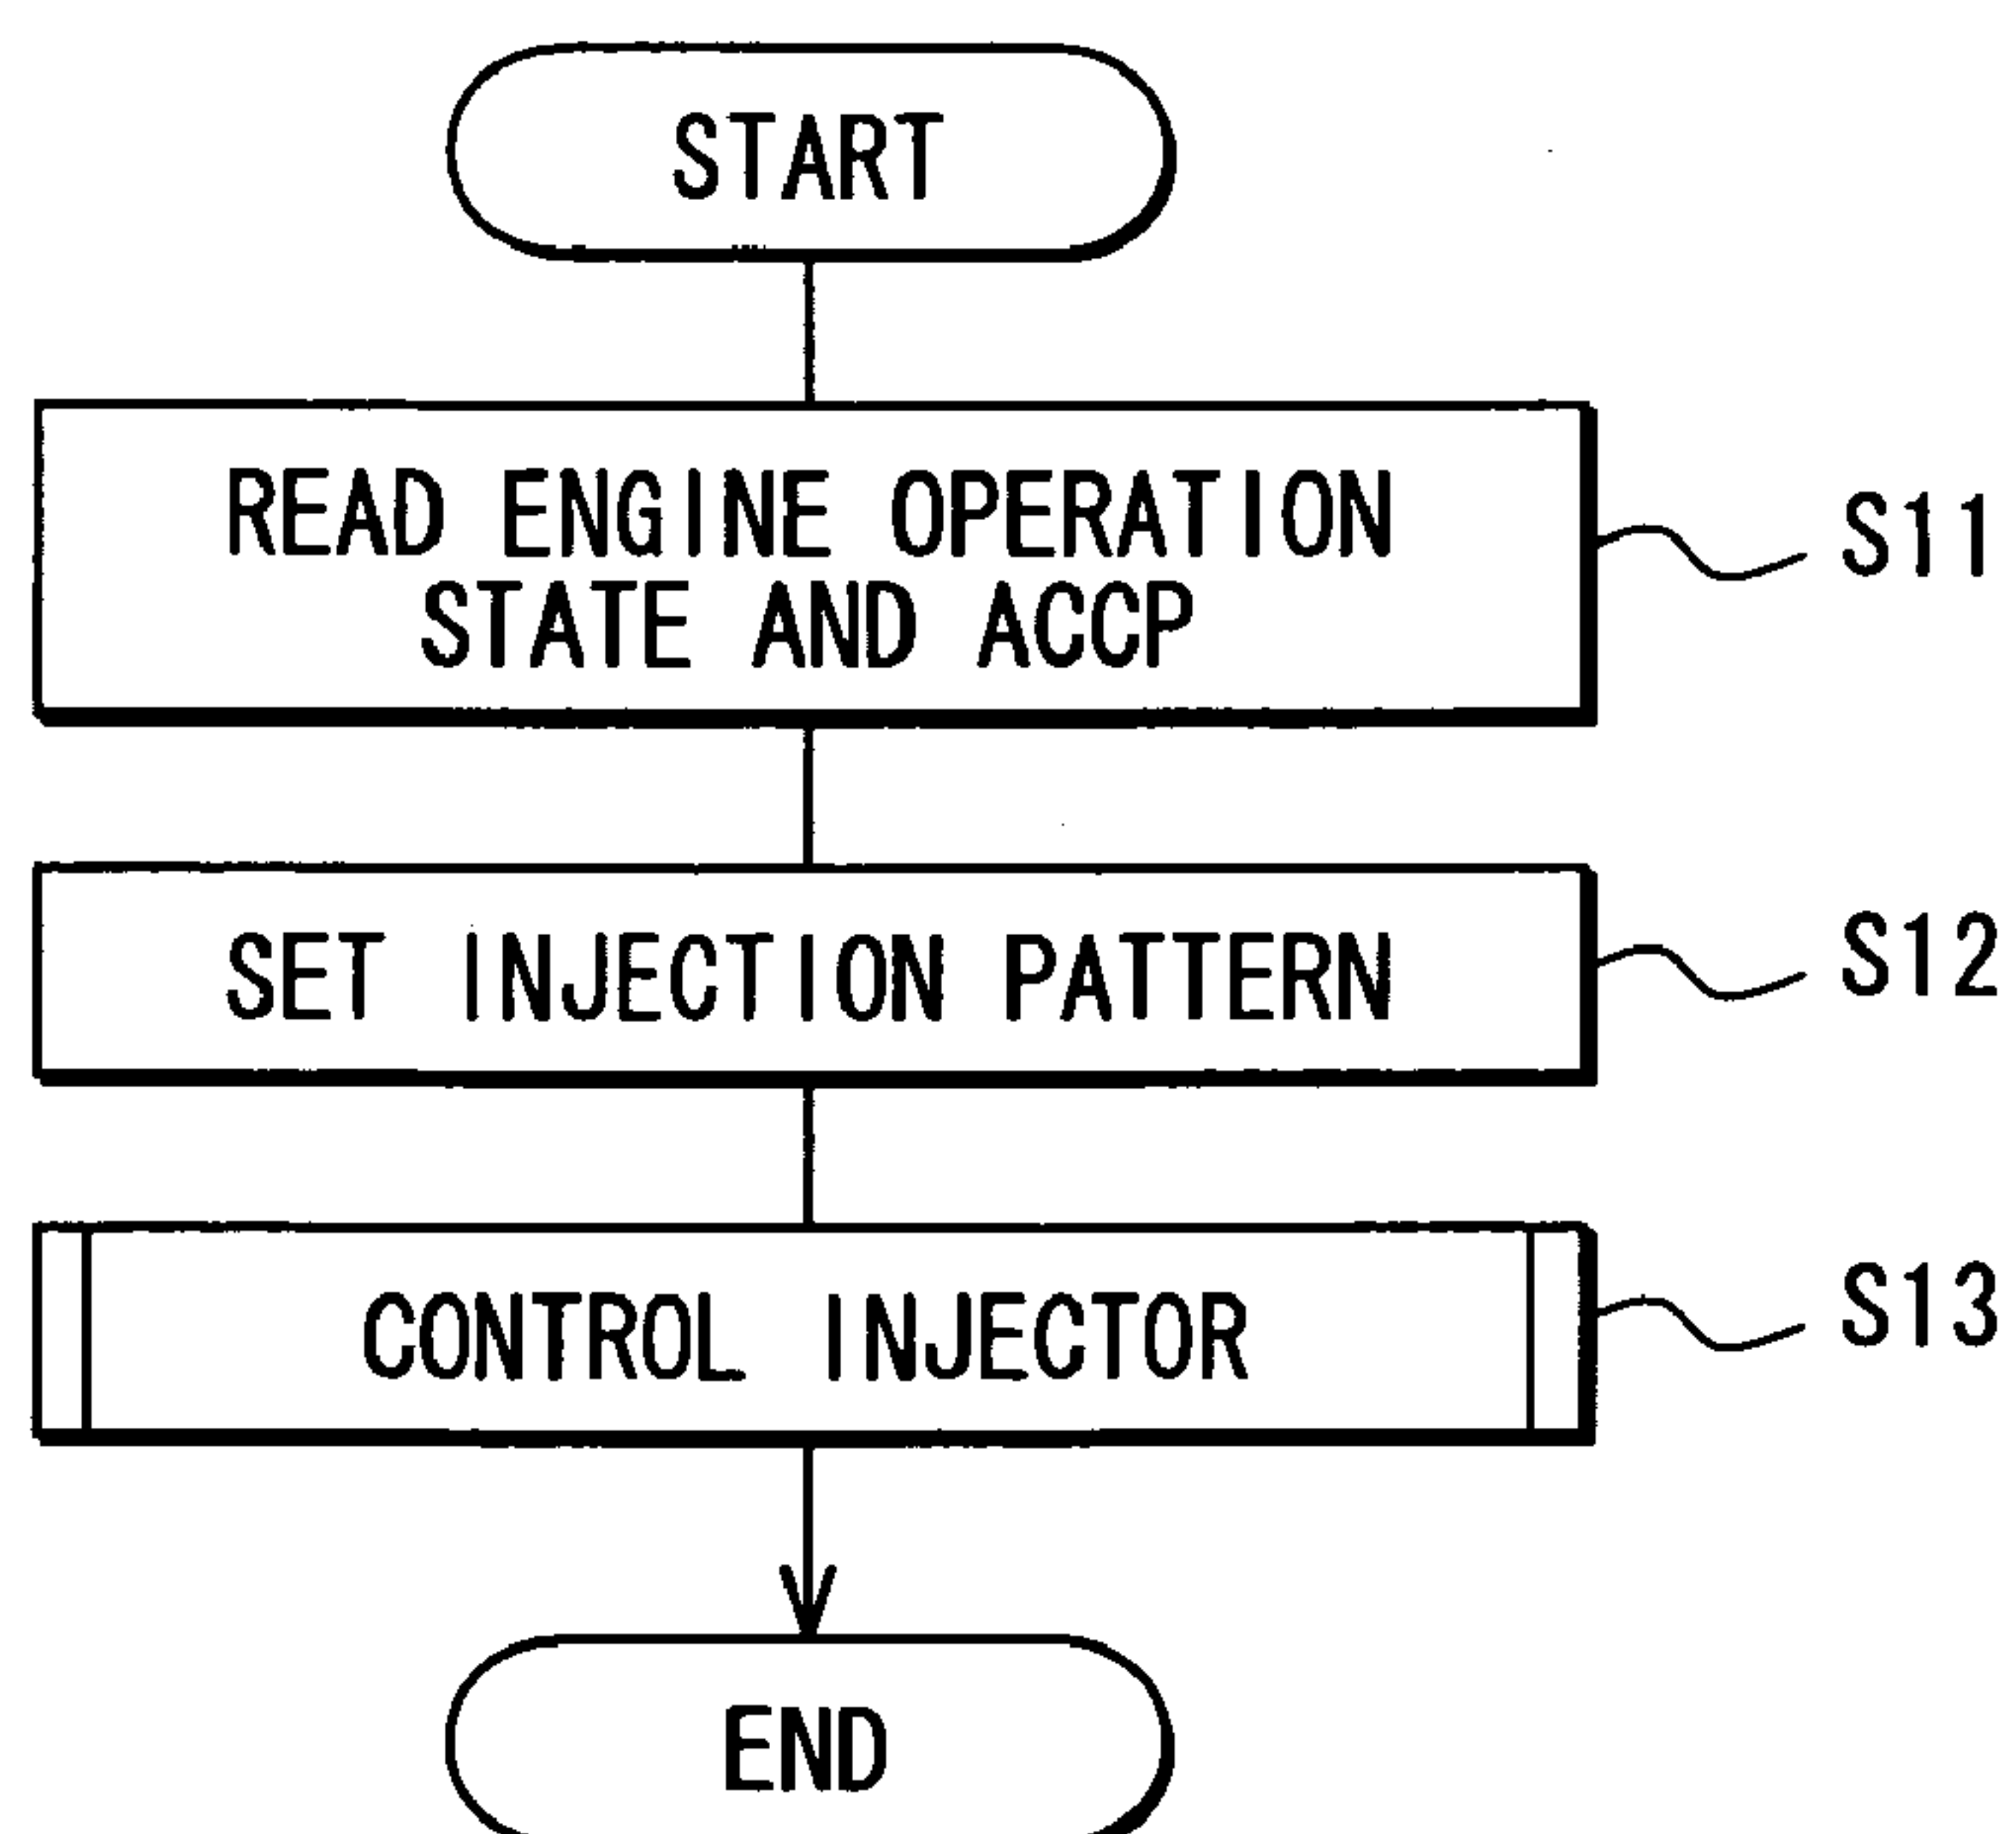 START
READ ENGINE OPERATION
STATE AND ACCP
S11
SET INJECTION PATTERN
S12
CONTROL INJECTOR
S13
END